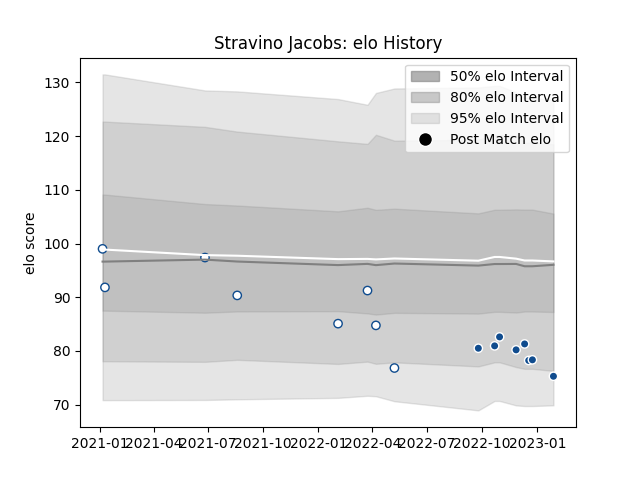 Stravino Jacobs: elo History
50% elo Interval
80% elo Interval
95% elo Interval
Post Match elo
elo score
130
120
110
100
90
80
70
2021-01 2021-04 2021-07 2021-10 2022-01 2022-04 2022-07 2022-10 2023-01